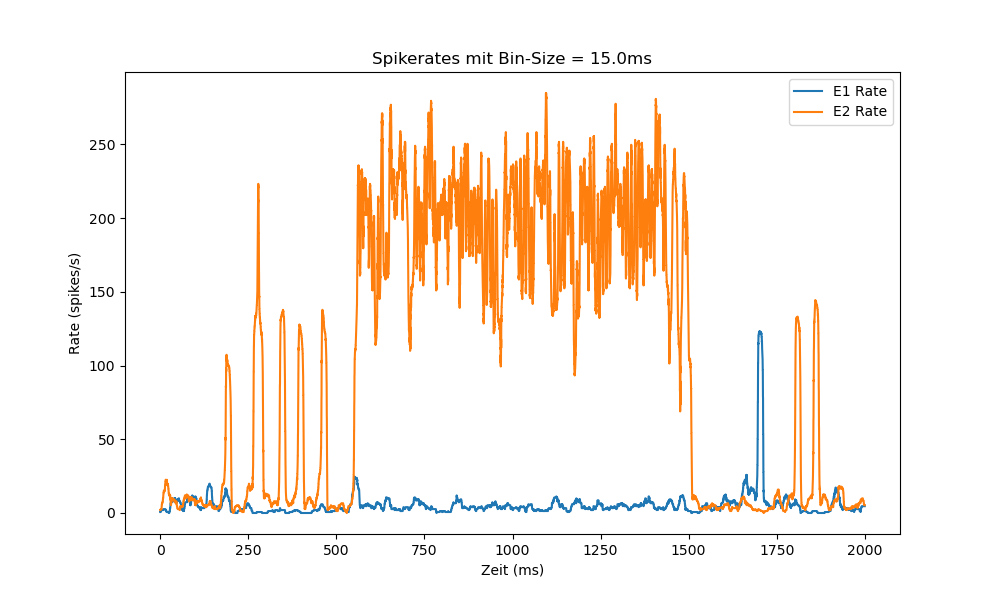 Spikerates mit Bin-Size = 15.0ms
E1 Rate
E2 Rate
Rate (spikes/s)
250
200
150
100
50
0
0 250 500 750 1000 1250 1500 1750 2000
Zeit (ms)